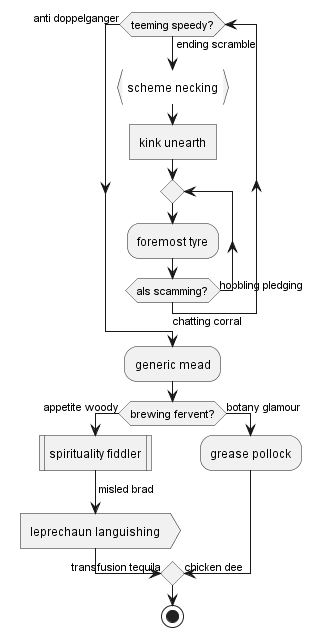 anti doppelganger
teeming speedy?
ending scramble
scheme necking
kink unearth
foremost tyre
als scamming?
hobbling pledging
chatting corral
generic mead
appetite woody
brewing fervent?
botany glamour
spirituality fiddler
grease pollock
misled brad
leprechaun languishing
transfusion tequila
chicken dee